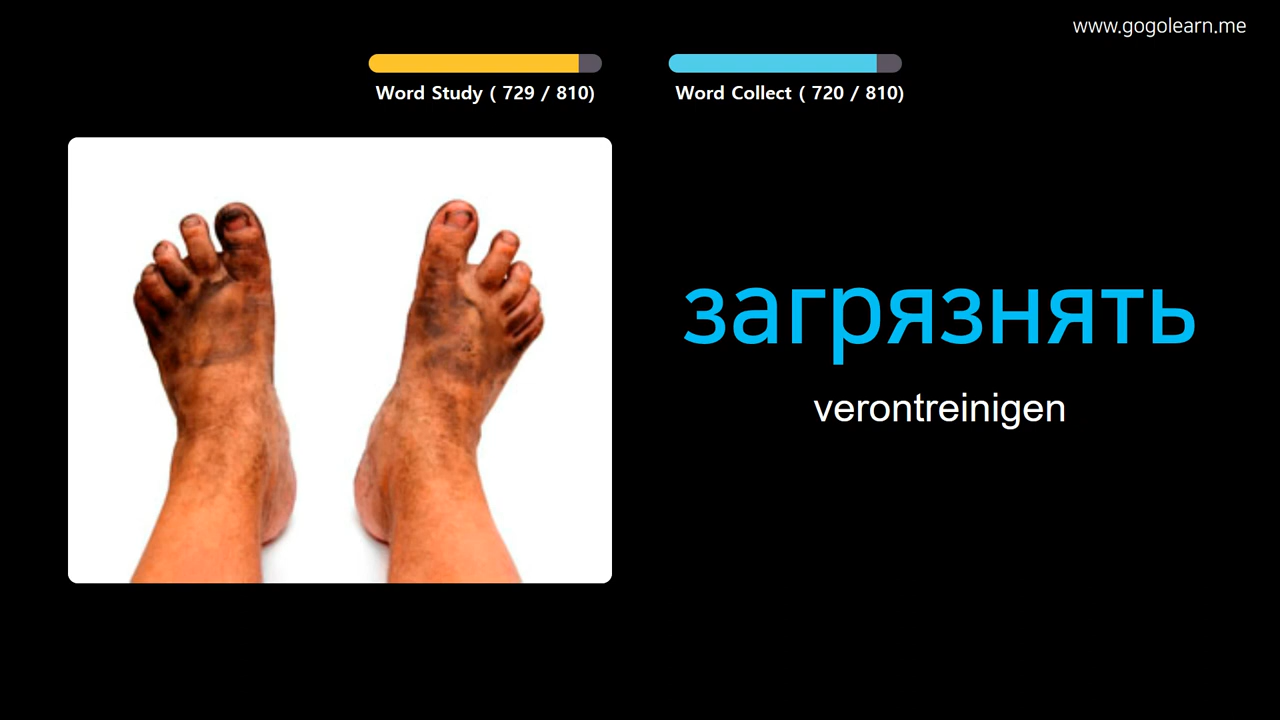 www.gogolearn.me
Word Study ( 729 / 810)
Word Collect ( 720 / 810)
загрязнять
verontreinigen